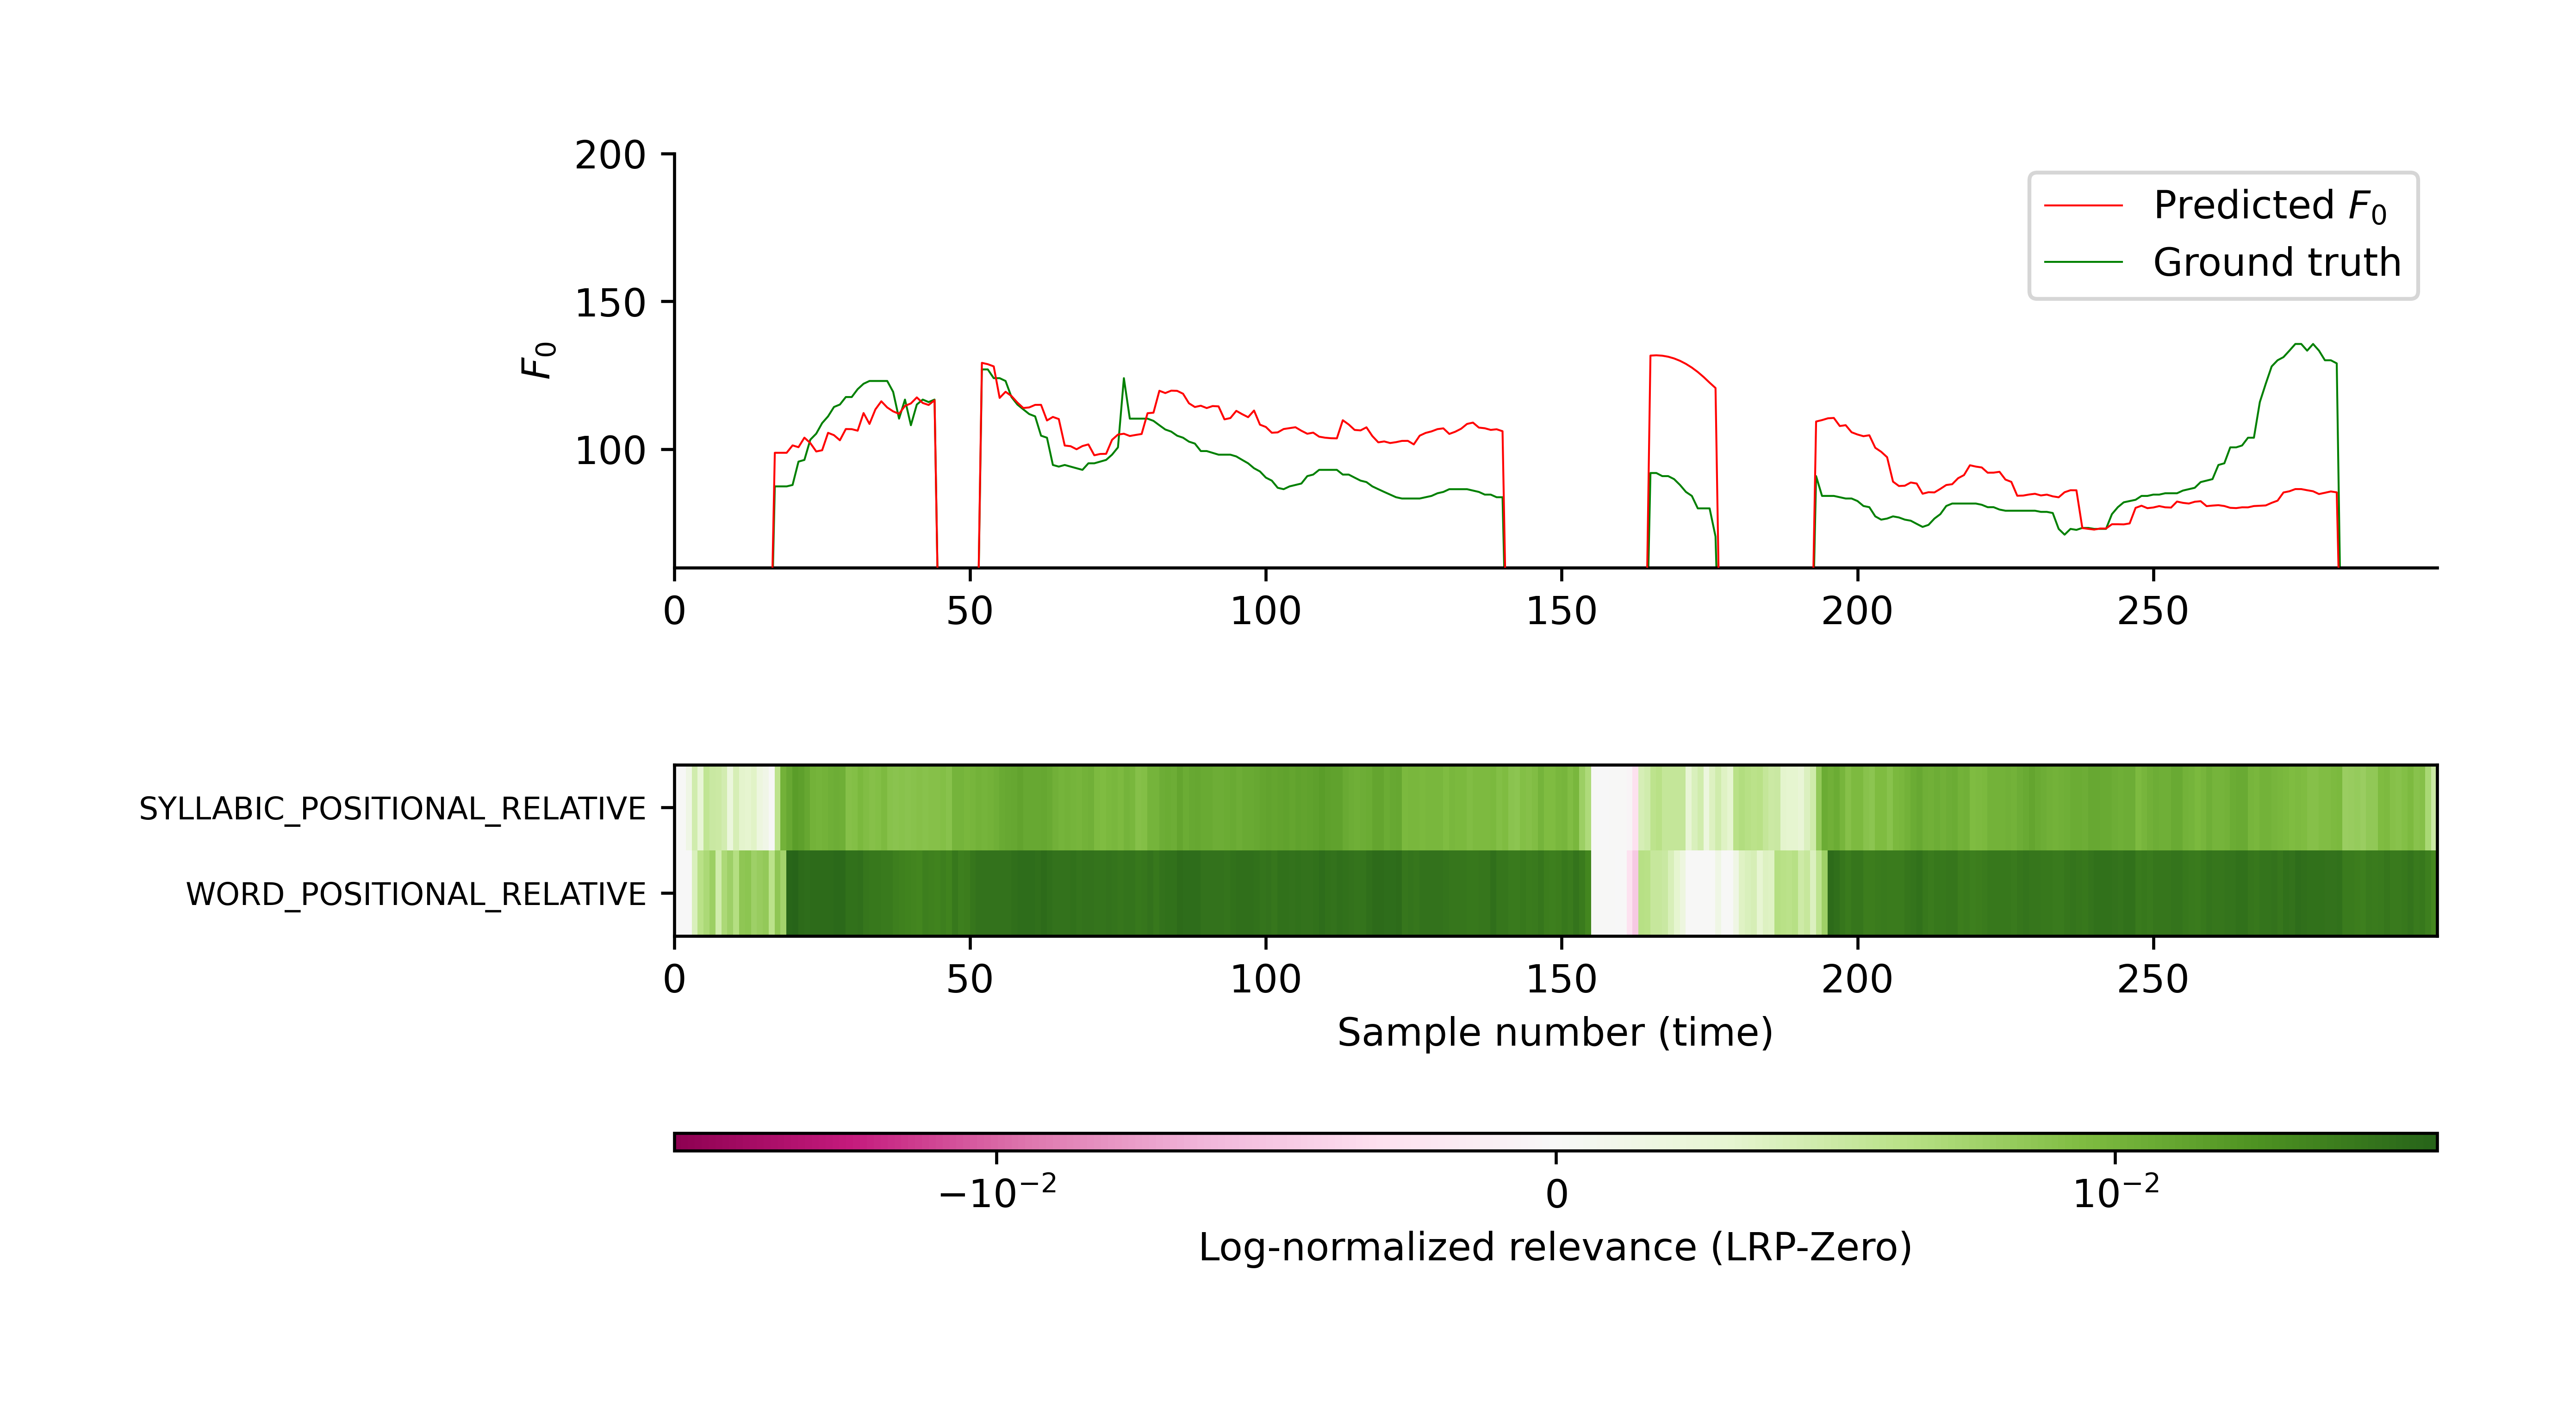 200
150
100
F₀
Predicted F₀
Ground truth
0 50 100 150 200 250
SYLLABIC_POSITIONAL_RELATIVE
WORD_POSITIONAL_RELATIVE
0 50 100 150 200 250
Sample number (time)
−10⁻² 0 10⁻²
Log-normalized relevance (LRP-Zero)